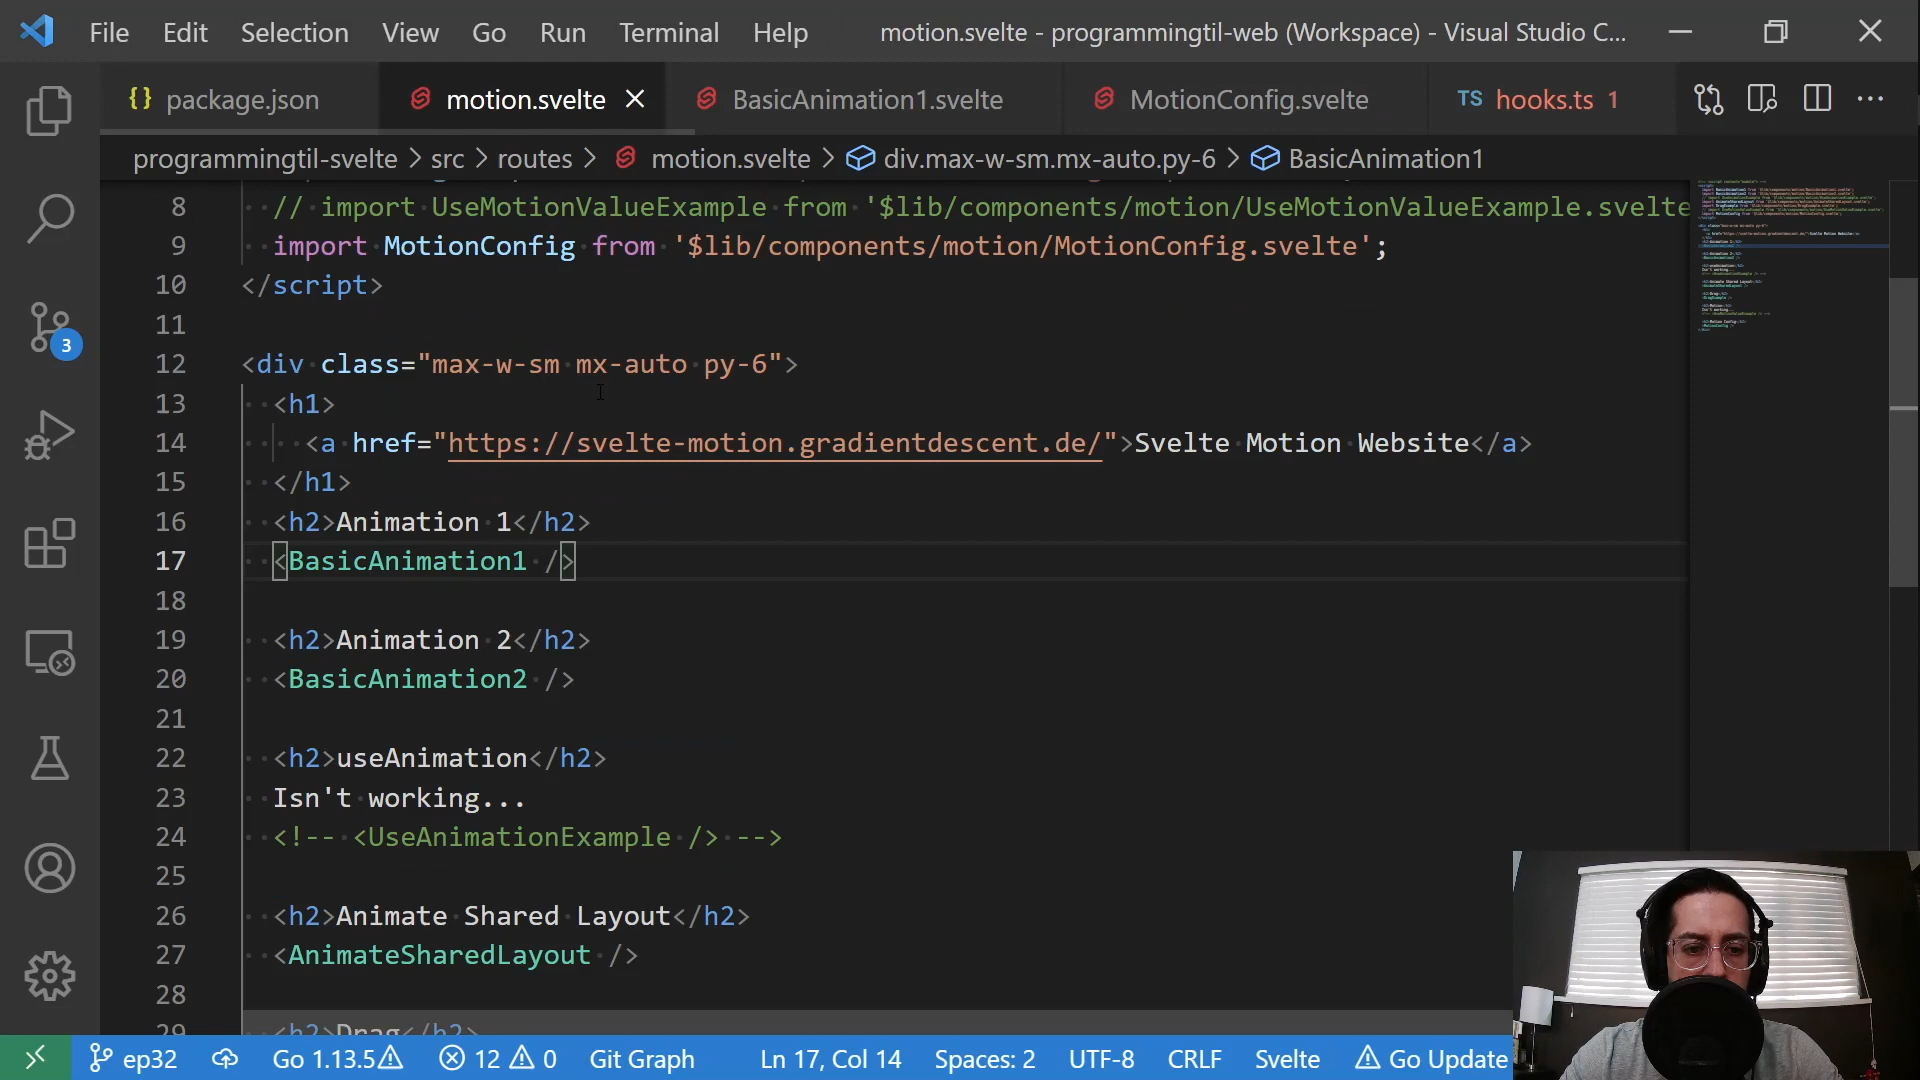 File Edit Selection View Go Run Terminal Help motion.svelte - programmingtil-web (Workspace) - Visual Studio C...
{} package.json motion.svelte BasicAnimation1.svelte MotionConfig.svelte TS hooks.ts 1
programmingtil-svelte > src > routes > motion.svelte > div.max-w-sm.mx-auto.py-6 > BasicAnimation1
8 // import UseMotionValueExample from '$lib/components/motion/UseMotionValueExample.svelte
9 import MotionConfig from '$lib/components/motion/MotionConfig.svelte';
10 </script>
11
12 <div class="max-w-sm mx-auto py-6">
13 <h1>
14 <a href="https://svelte-motion.gradientdescent.de/">Svelte Motion Website</a>
15 </h1>
16 <h2>Animation 1</h2>
17 <BasicAnimation1 />
18
19 <h2>Animation 2</h2>
20 <BasicAnimation2 />
21
22 <h2>useAnimation</h2>
23 Isn't working...
24 <!-- <UseAnimationExample /> -->
25
26 <h2>Animate Shared Layout</h2>
27 <AnimateSharedLayout />
28
29 <h2>Drag</h2>
3
ep32 Go 1.13.5 12 0 Git Graph Ln 17, Col 14 Spaces: 2 UTF-8 CRLF Svelte Go Update